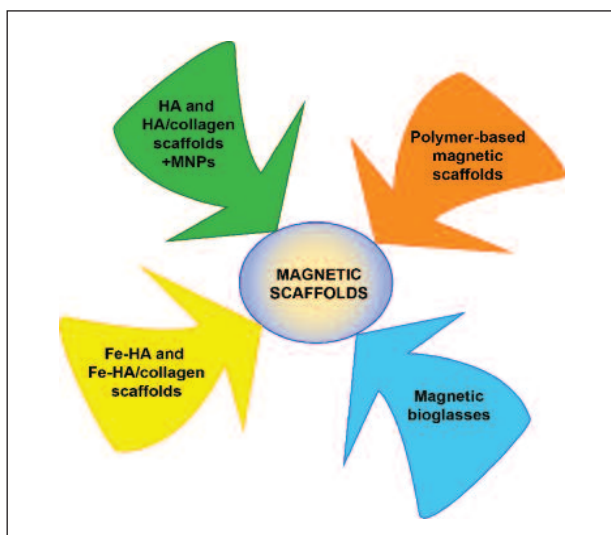 HA and
HA/collagen
scaffolds
+MNPs
Polymer-based
magnetic
scaffolds
MAGNETIC
SCAFFOLDS
Fe-HA and
Fe-HA/collagen
scaffolds
Magnetic
bioglasses